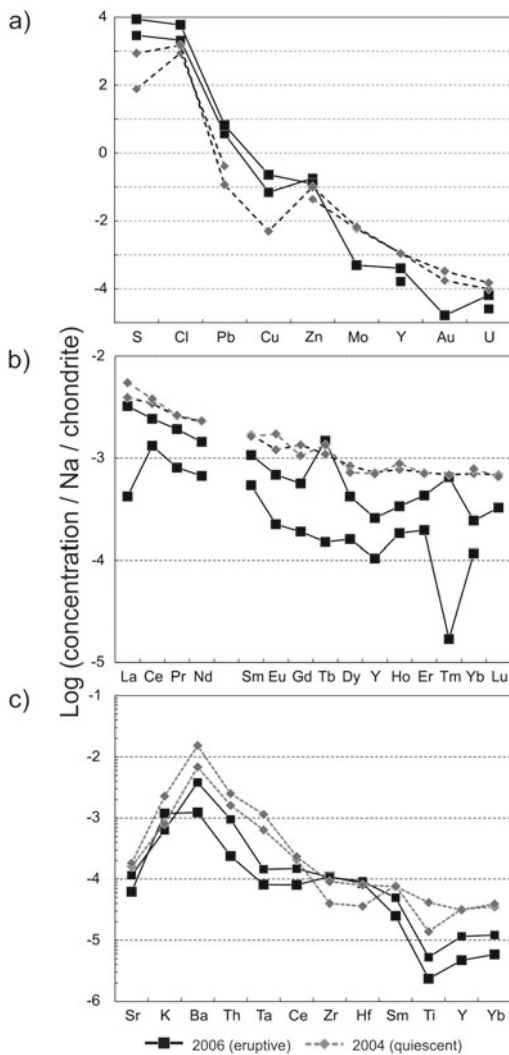 a)
4
2
0
-2
-4
S Cl Pb Cu Zn Mo Y Au U
b)
-2
-3
-4
-5
La Ce Pr Nd Sm Eu Gd Tb Dy Y Ho Er Tm Yb Lu
Log (concentration / Na / chondrite)
c)
-1
-2
-3
-4
-5
-6
Sr K Ba Th Ta Ce Zr Hf Sm Ti Y Yb
2006 (eruptive) 2004 (quiescent)